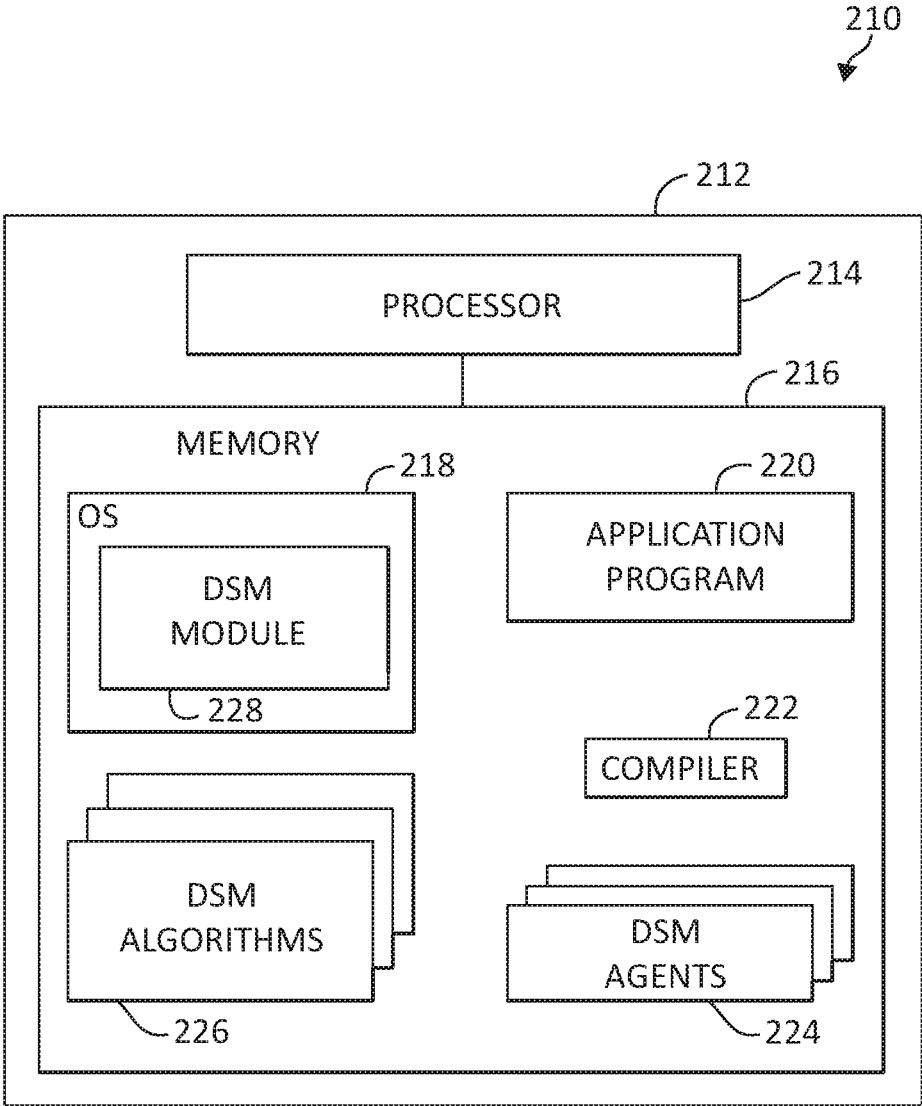 210
212
PROCESSOR
214
216
MEMORY
218
220
OS
DSM
MODULE
228
APPLICATION
PROGRAM
222
COMPILER
DSM
ALGORITHMS
226
DSM
AGENTS
224